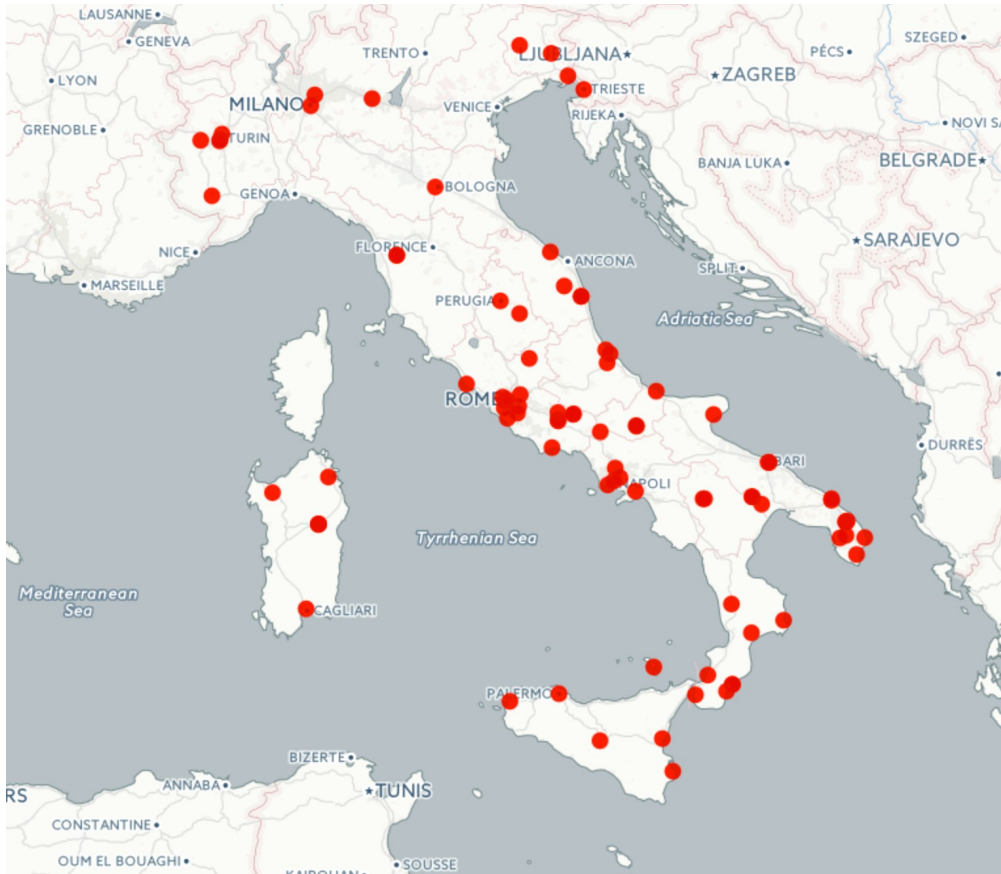 LAUSANNE
GENEVA
TRENTO
LJUBLJANA
PÉCS
SZEGED
LYON
ZAGREB
MILANO
VENICE
TRIESTE
RIJEKA
GRENOBLE
TURIN
NOVI SA
BANJA LUKA
BELGRADE
BOLOGNA
GENOA
SARAJEVO
NICE
FLORENCE
ANCONA
SPLIT
MARSEILLE
PERUGIA
Adriatic Sea
ROME
DURRËS
BARI
NAPOLI
Tyrrhenian Sea
Mediterranean
Sea
CAGLIARI
PALERMO
BIZERTE
ANNABA
TUNIS
RS
CONSTANTINE
OUM EL BOUAGHI
SOUSSE
KAIROUAN